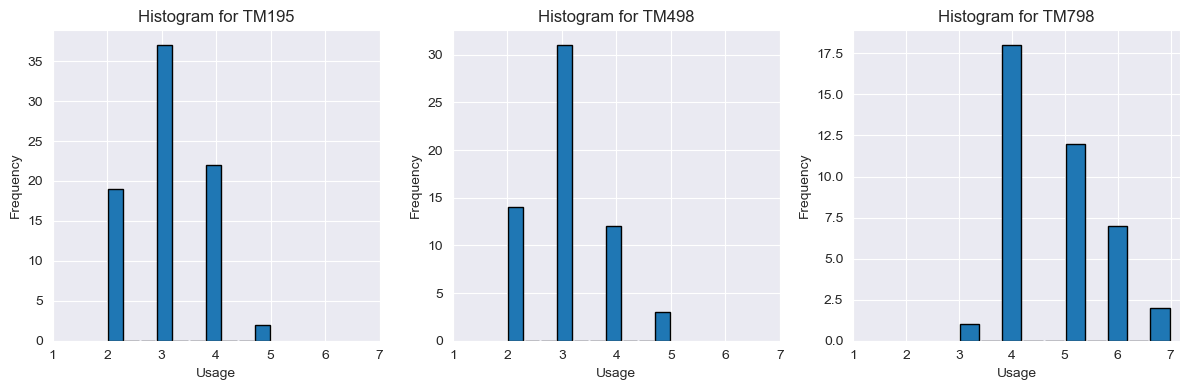 Histogram for TM195
Frequency
35
30
25
20
15
10
5
0
1 2 3 4 5 6 7
Usage
Histogram for TM498
Frequency
30
25
20
15
10
5
0
1 2 3 4 5 6 7
Usage
Histogram for TM798
Frequency
17.5
15.0
12.5
10.0
7.5
5.0
2.5
0.0
1 2 3 4 5 6 7
Usage